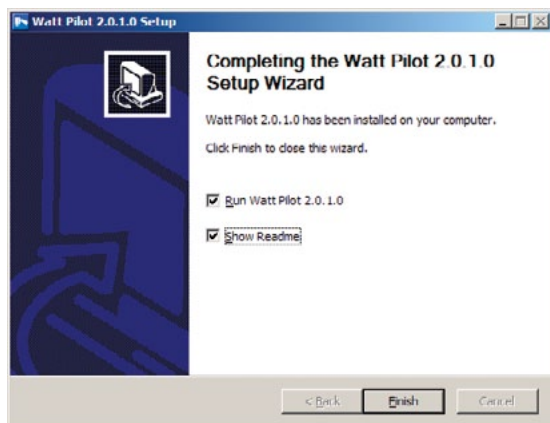 Watt Pilot 2.0.1.0 Setup
Completing the Watt Pilot 2.0.1.0
Setup Wizard
Watt Pilot 2.0.1.0 has been installed on your computer.
Click Finish to close this wizard.
Run Watt Pilot 2.0.1.0
Show Readme
< Back Finish Cancel